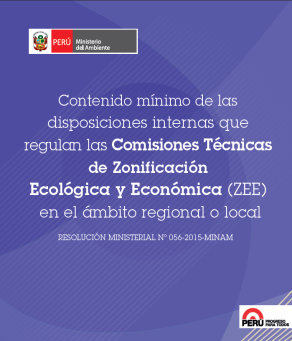 PERÚ
Ministerio
del Ambiente
Contenido mínimo de las
disposiciones internas que
regulan las Comisiones Técnicas
de Zonificación
Ecológica y Económica (ZEE)
en el ámbito regional o local
RESOLUCIÓN MINISTERIAL Nº 056-2015-MINAM
PERÚ PROGRESO
PARA TODOS